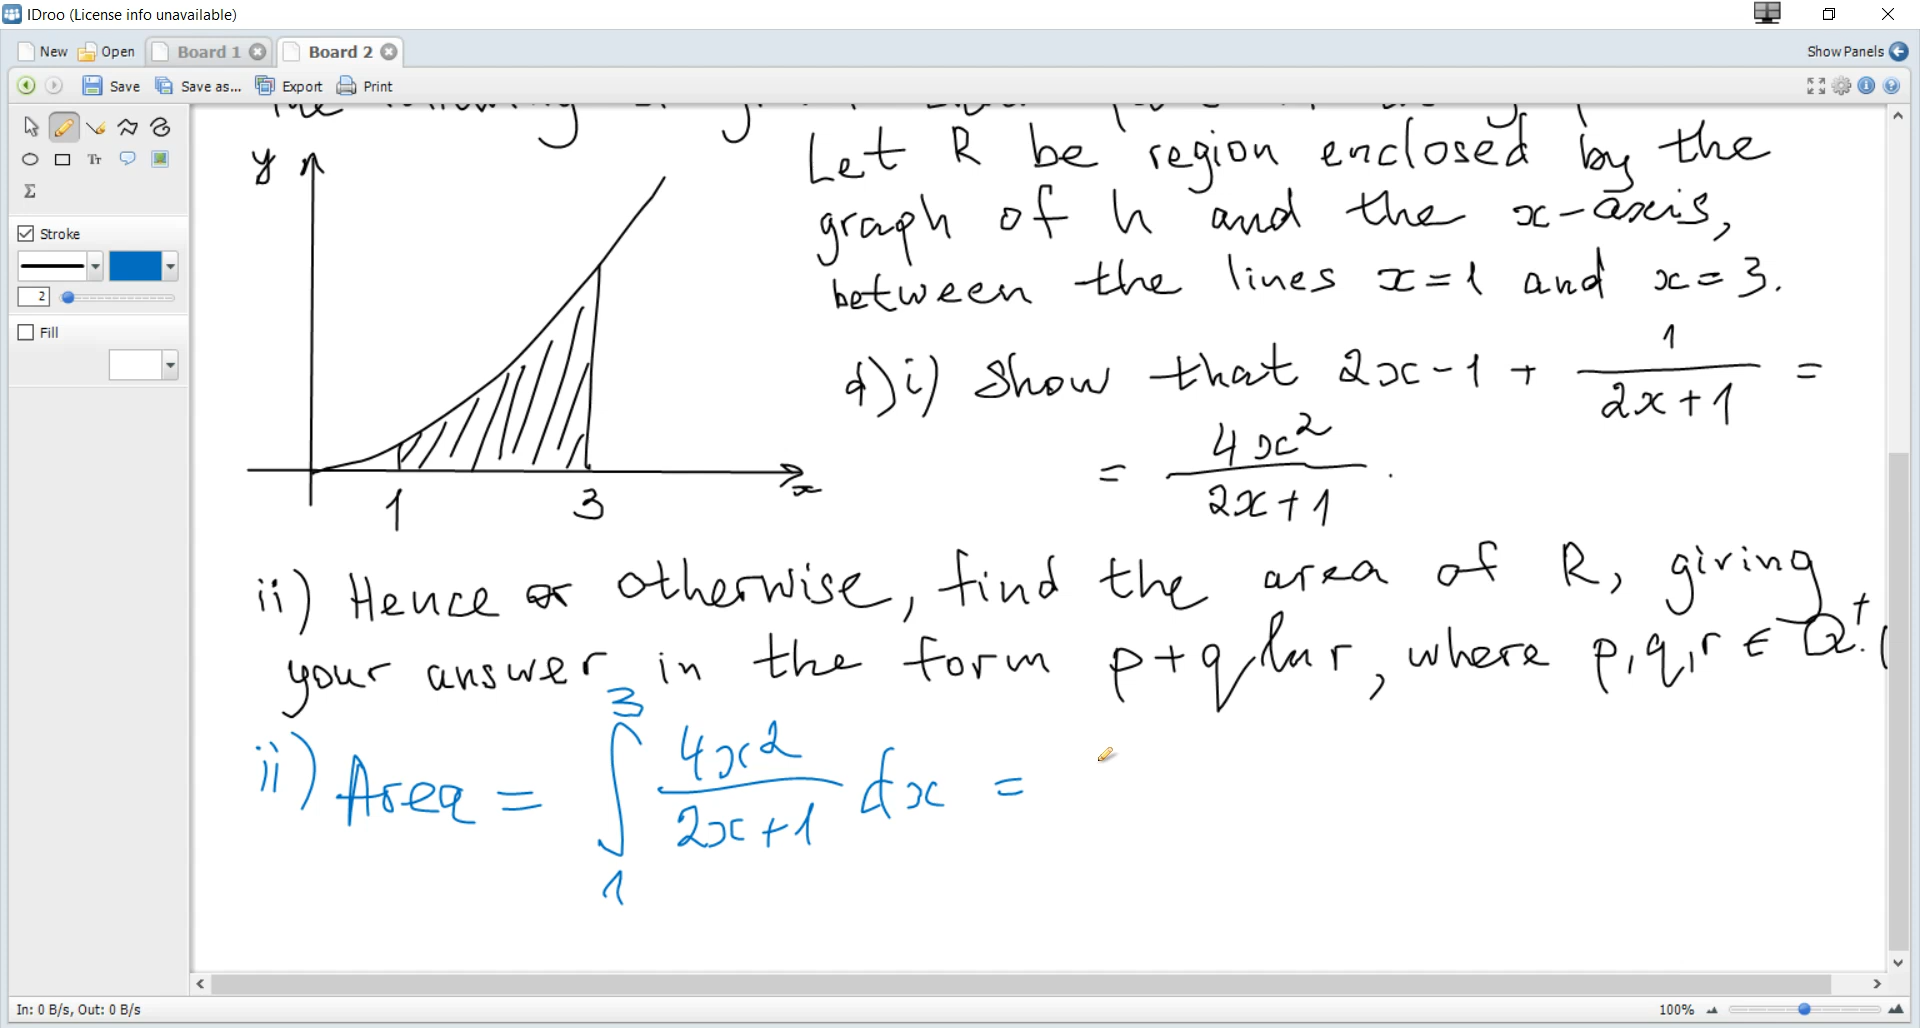 IDroo (License info unavailable)
New Open Board 1 Board 2 Show Panels
Save Save as... Export Print
Tr
Σ
Stroke
2
Fill
y
x
1 3
Let R be region enclosed by the
graph of h and the x-axis,
between the lines x=1 and x=3.
d)i) Show that 2x-1 + 1/(2x+1) =
= 4x²/(2x+1).
ii) Hence or otherwise, find the area of R, giving
your answer in the form p+q ln r, where p,q,r ∈ Q⁺. (
ii) Area = ∫₁³ 4x²/(2x+1) dx =
In: 0 B/s, Out: 0 B/s
100%